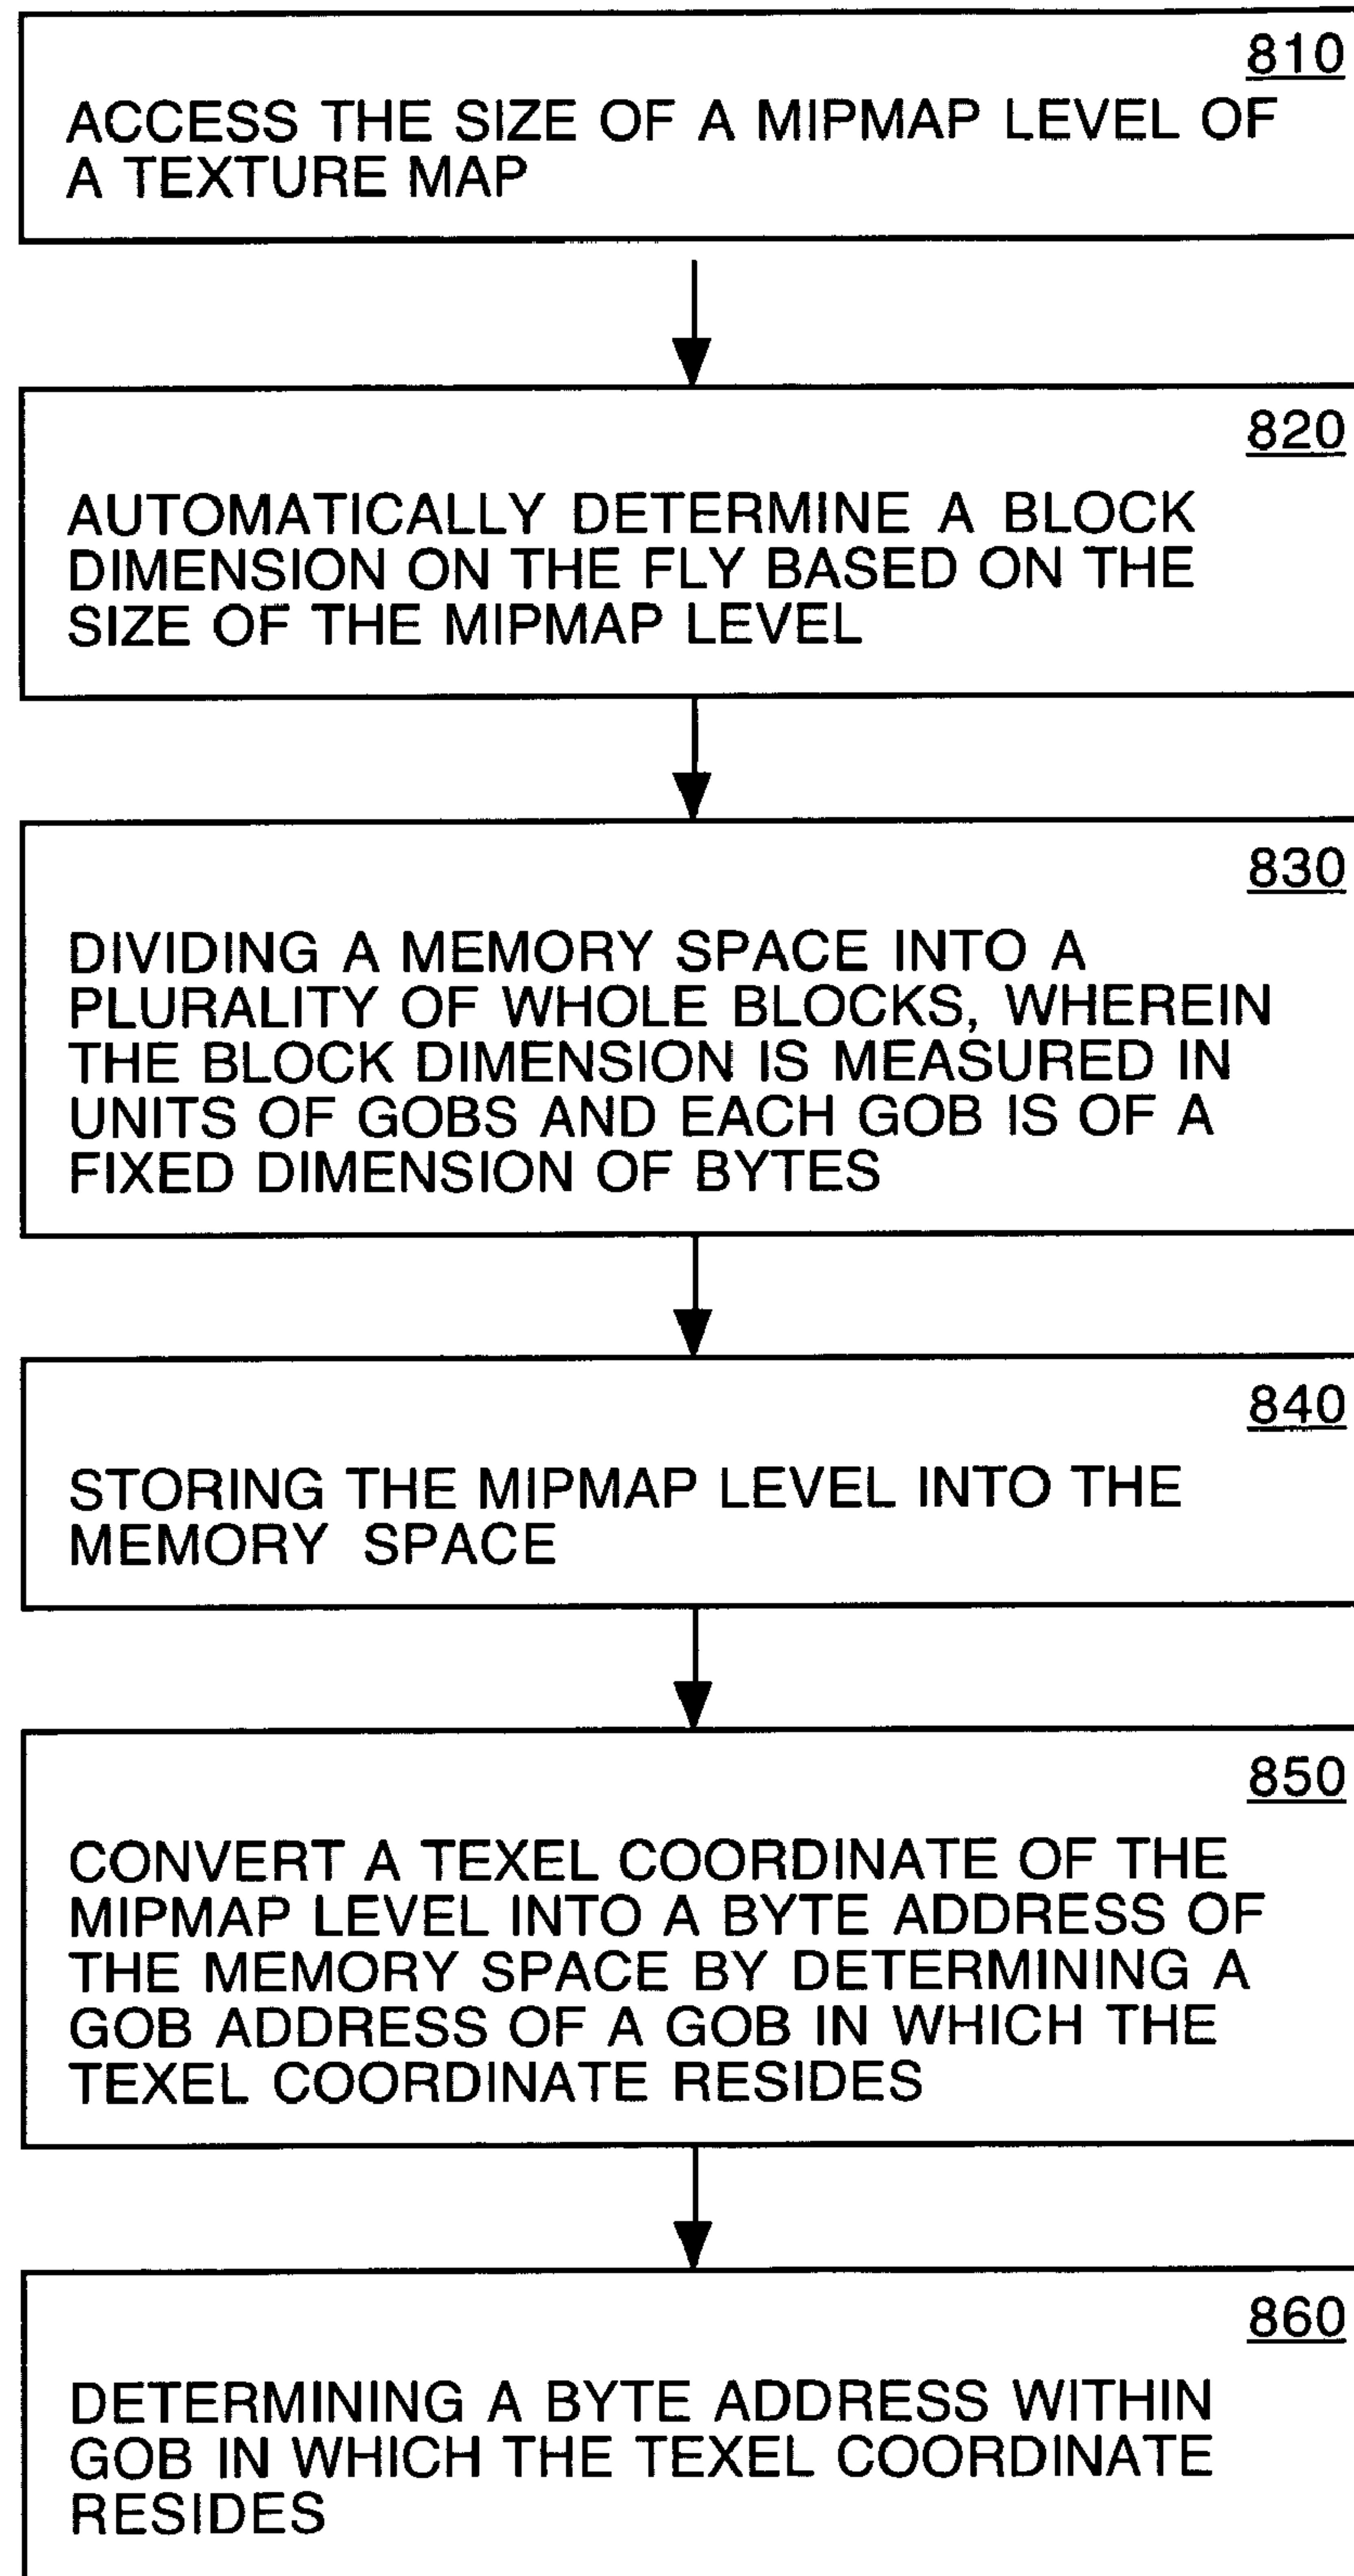 810
ACCESS THE SIZE OF A MIPMAP LEVEL OF
A TEXTURE MAP
820
AUTOMATICALLY DETERMINE A BLOCK
DIMENSION ON THE FLY BASED ON THE
SIZE OF THE MIPMAP LEVEL
830
DIVIDING A MEMORY SPACE INTO A
PLURALITY OF WHOLE BLOCKS, WHEREIN
THE BLOCK DIMENSION IS MEASURED IN
UNITS OF GOBS AND EACH GOB IS OF A
FIXED DIMENSION OF BYTES
840
STORING THE MIPMAP LEVEL INTO THE
MEMORY SPACE
850
CONVERT A TEXEL COORDINATE OF THE
MIPMAP LEVEL INTO A BYTE ADDRESS OF
THE MEMORY SPACE BY DETERMINING A
GOB ADDRESS OF A GOB IN WHICH THE
TEXEL COORDINATE RESIDES
860
DETERMINING A BYTE ADDRESS WITHIN
GOB IN WHICH THE TEXEL COORDINATE
RESIDES